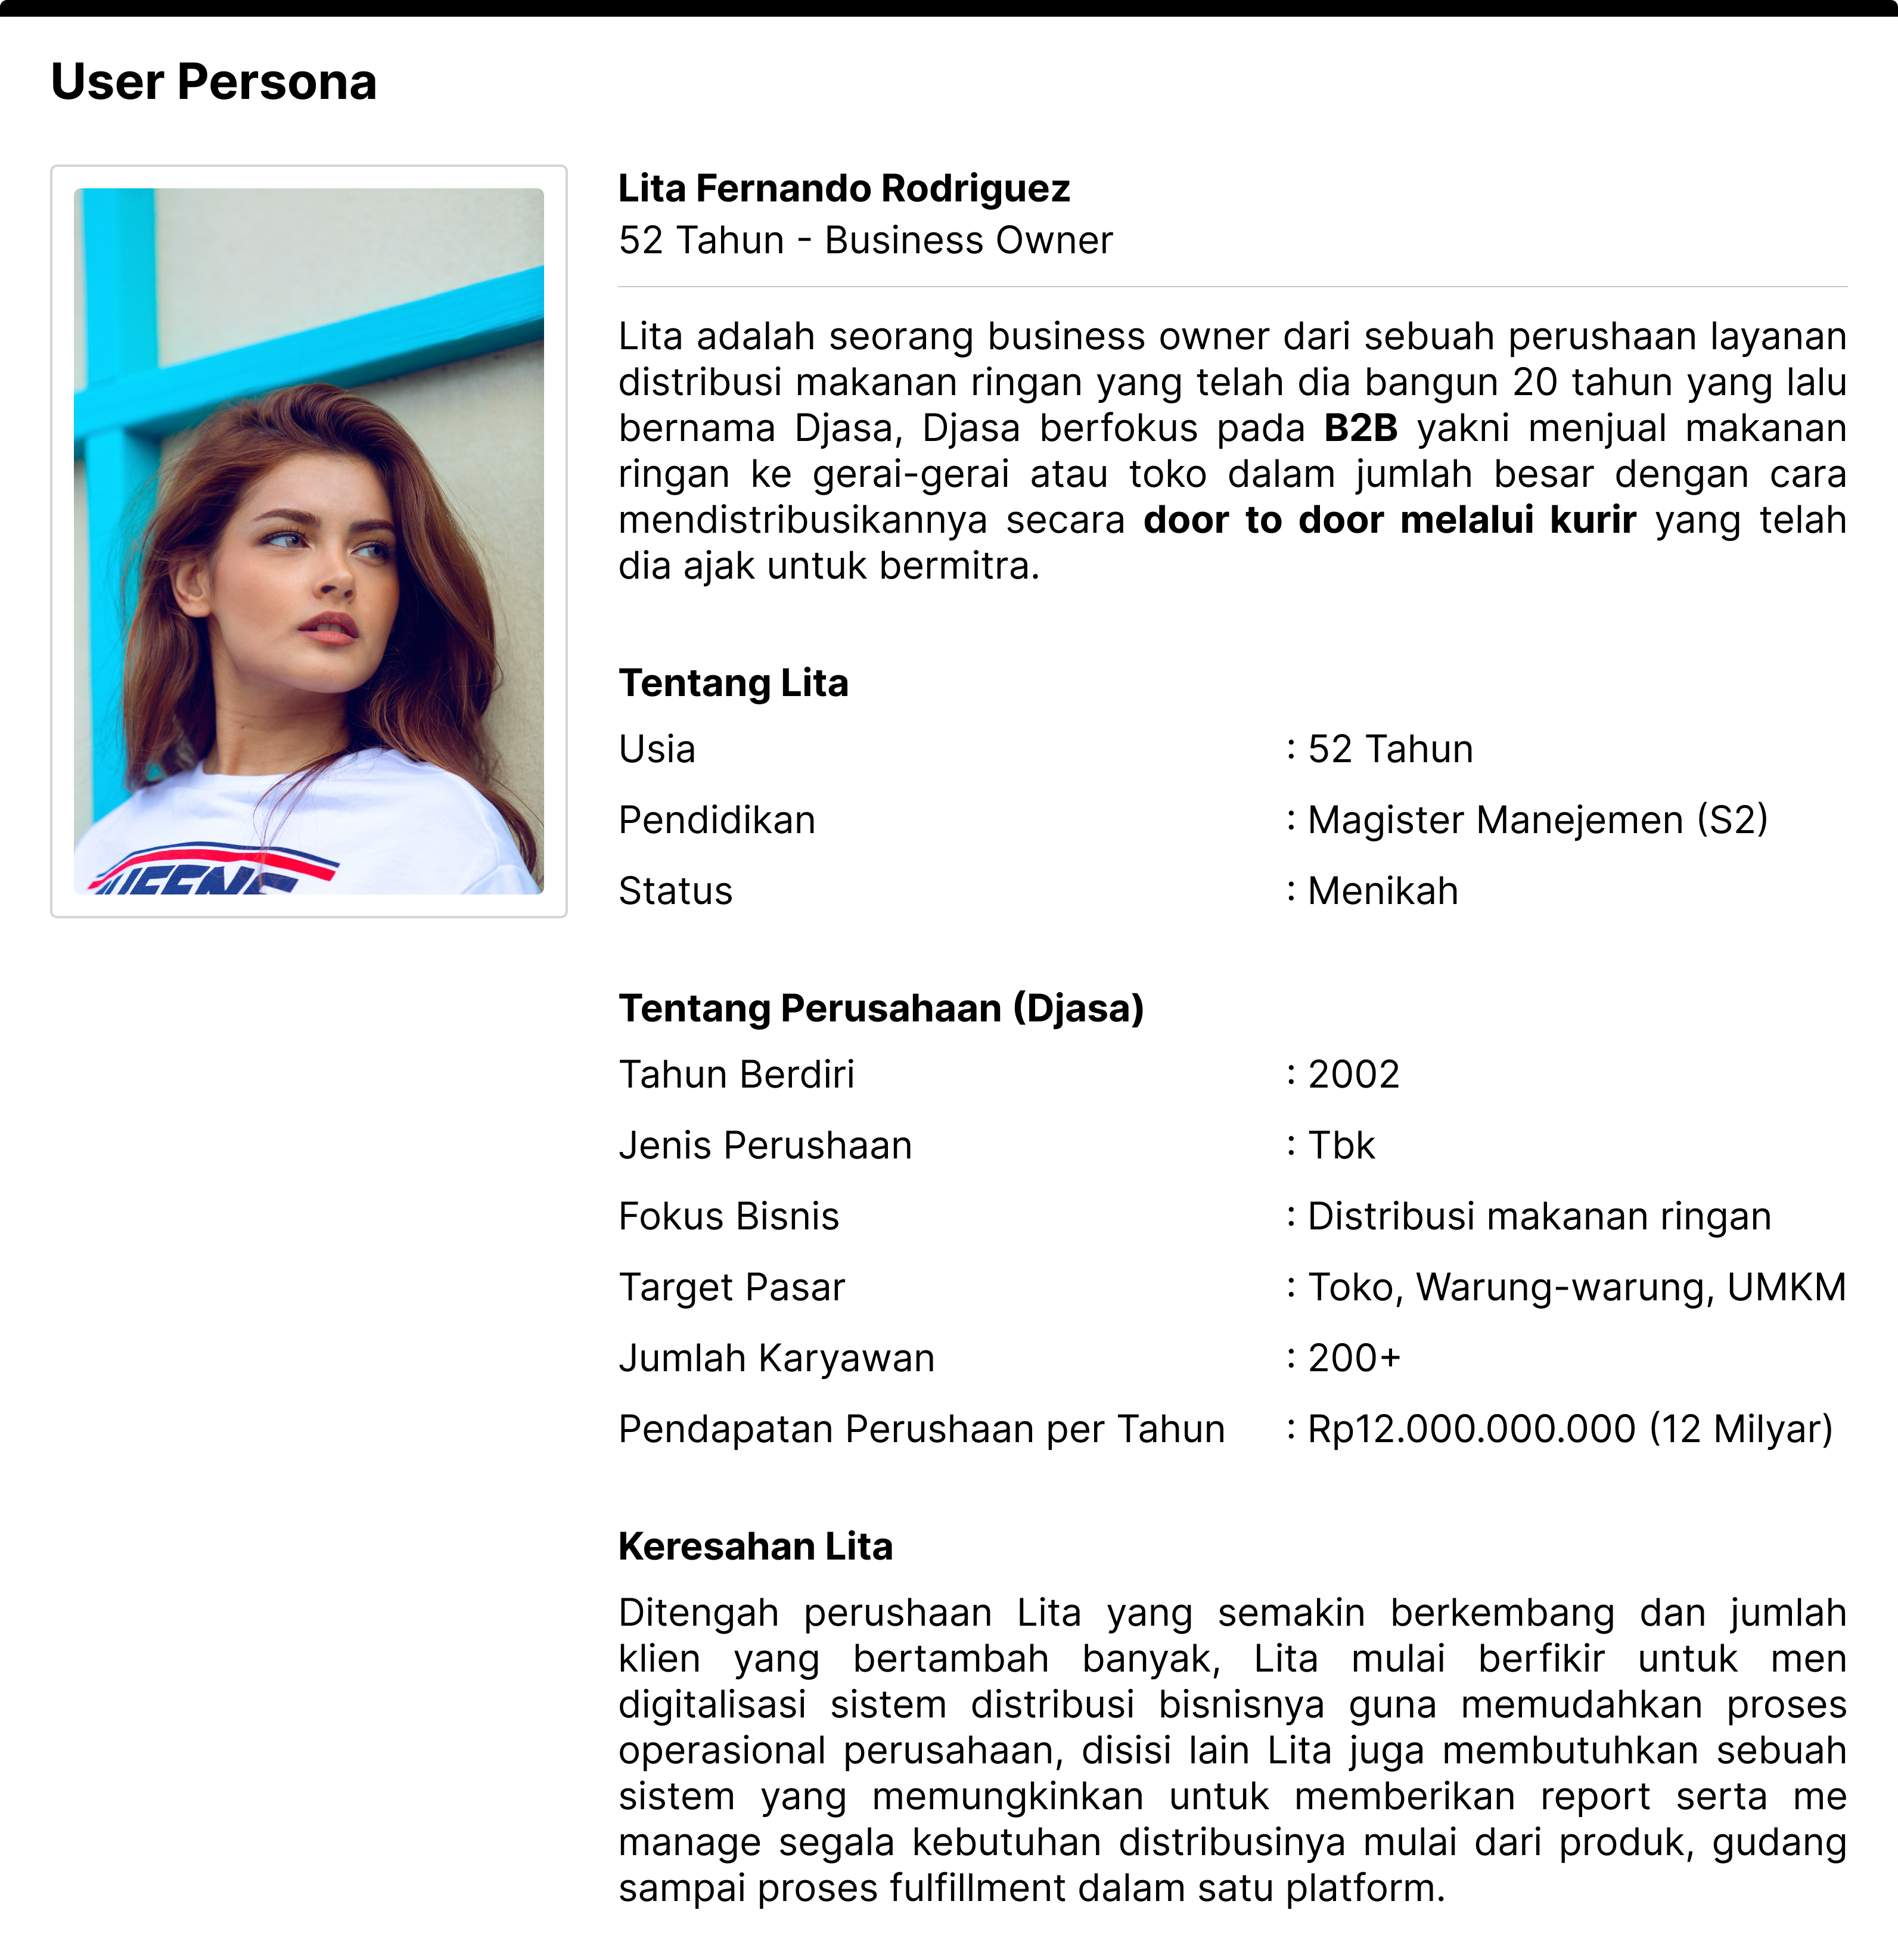 User Persona
Lita Fernando Rodriguez
52 Tahun - Business Owner
Lita adalah seorang business owner dari sebuah perushaan layanan
distribusi makanan ringan yang telah dia bangun 20 tahun yang lalu
bernama Djasa, Djasa berfokus pada B2B yakni menjual makanan
ringan ke gerai-gerai atau toko dalam jumlah besar dengan cara
mendistribusikannya secara door to door melalui kurir yang telah
dia ajak untuk bermitra.
Tentang Lita
Usia : 52 Tahun
Pendidikan : Magister Manejemen (S2)
Status : Menikah
Tentang Perusahaan (Djasa)
Tahun Berdiri : 2002
Jenis Perushaan : Tbk
Fokus Bisnis : Distribusi makanan ringan
Target Pasar : Toko, Warung-warung, UMKM
Jumlah Karyawan : 200+
Pendapatan Perushaan per Tahun : Rp12.000.000.000 (12 Milyar)
Keresahan Lita
Ditengah perushaan Lita yang semakin berkembang dan jumlah
klien yang bertambah banyak, Lita mulai berfikir untuk men
digitalisasi sistem distribusi bisnisnya guna memudahkan proses
operasional perusahaan, disisi lain Lita juga membutuhkan sebuah
sistem yang memungkinkan untuk memberikan report serta me
manage segala kebutuhan distribusinya mulai dari produk, gudang
sampai proses fulfillment dalam satu platform.